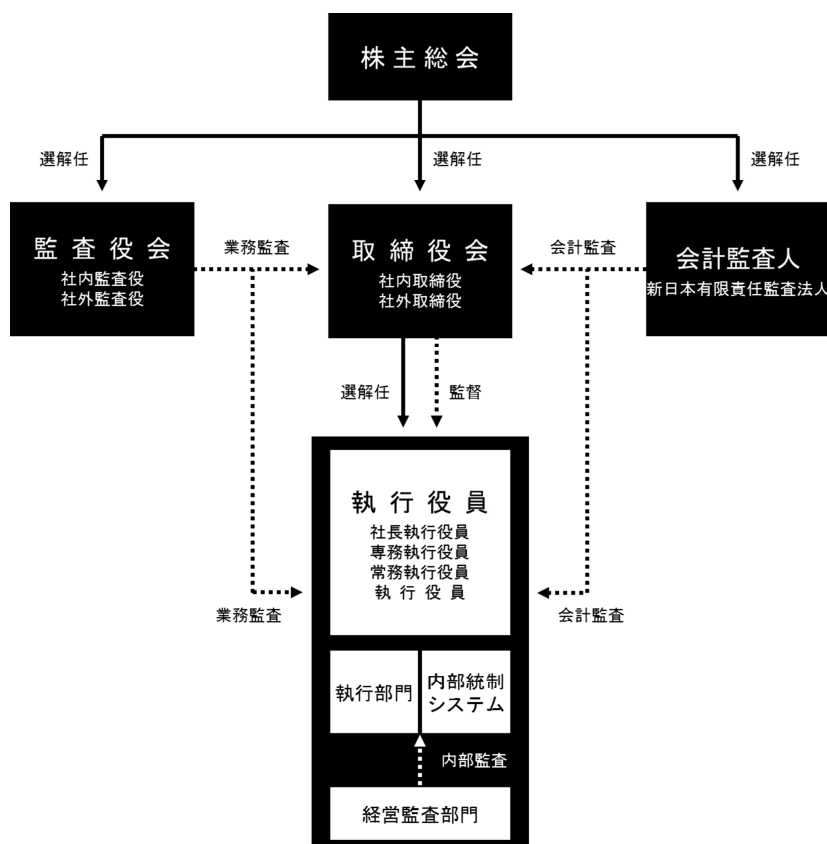 株主総会
選解任
選解任
選解任
監査役会
社内監査役
社外監査役
業務監査
取締役会
社内取締役
社外取締役
会計監査
会計監査人
新日本有限責任監査法人
選解任
監督
執行役員
社長執行役員
専務執行役員
常務執行役員
執行役員
業務監査
会計監査
執行部門
内部統制
システム
内部監査
経営監査部門